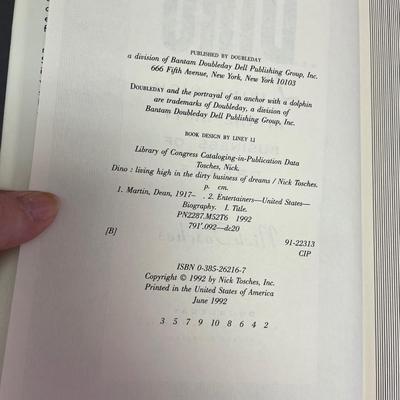 PUBLISHED BY DOUBLEDAY
a division of Bantam Doubleday Dell Publishing Group, Inc.
666 Fifth Avenue, New York, New York 10103
DOUBLEDAY and the portrayal of an anchor with a dolphin
are trademarks of Doubleday, a division of
Bantam Doubleday Dell Publishing Group, Inc.
BOOK DESIGN BY LINEY LI
Library of Congress Cataloging-in-Publication Data
Tosches, Nick.
Dino : living high in the dirty business of dreams / Nick Tosches.
p. cm.
1. Martin, Dean, 1917– . 2. Entertainers—United States—
Biography. I. Title.
PN2287.M52T6 1992
791'.092—dc20
[B]
91-22313
CIP
ISBN 0-385-26216-7
Copyright © 1992 by Nick Tosches, Inc.
Printed in the United States of America
June 1992
3 5 7 9 10 8 6 4 2